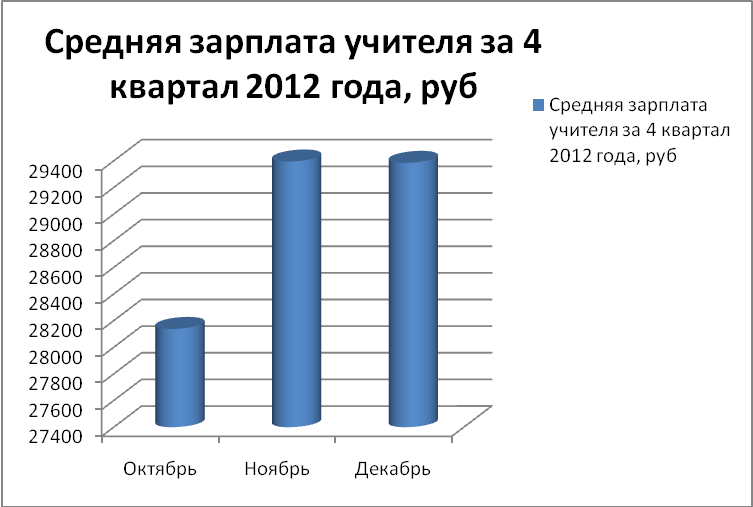 Средняя зарплата учителя за 4
квартал 2012 года, руб
Средняя зарплата
учителя за 4 квартал
2012 года, руб
29400
29200
29000
28800
28600
28400
28200
28000
27800
27600
27400
Октябрь
Ноябрь
Декабрь